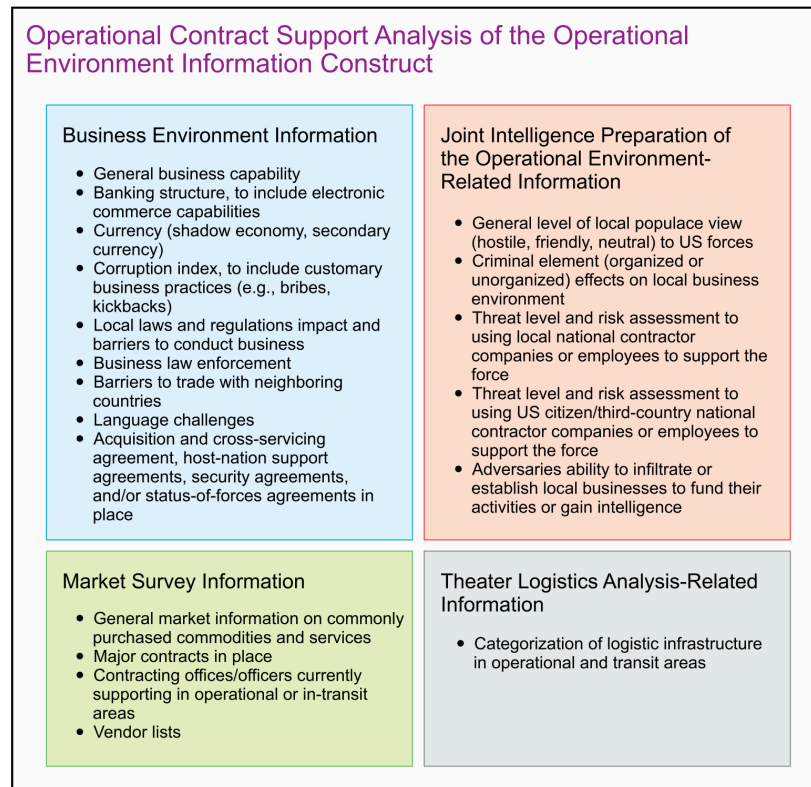 Operational Contract Support Analysis of the Operational
Environment Information Construct
Business Environment Information
• General business capability
• Banking structure, to include electronic
commerce capabilities
• Currency (shadow economy, secondary
currency)
• Corruption index, to include customary
business practices (e.g., bribes,
kickbacks)
• Local laws and regulations impact and
barriers to conduct business
• Business law enforcement
• Barriers to trade with neighboring
countries
• Language challenges
• Acquisition and cross-servicing
agreement, host-nation support
agreements, security agreements,
and/or status-of-forces agreements in
place
Joint Intelligence Preparation of
the Operational Environment-
Related Information
• General level of local populace view
(hostile, friendly, neutral) to US forces
• Criminal element (organized or
unorganized) effects on local business
environment
• Threat level and risk assessment to
using local national contractor
companies or employees to support the
force
• Threat level and risk assessment to
using US citizen/third-country national
contractor companies or employees to
support the force
• Adversaries ability to infiltrate or
establish local businesses to fund their
activities or gain intelligence
Market Survey Information
• General market information on commonly
purchased commodities and services
• Major contracts in place
• Contracting offices/officers currently
supporting in operational or in-transit
areas
• Vendor lists
Theater Logistics Analysis-Related
Information
• Categorization of logistic infrastructure
in operational and transit areas